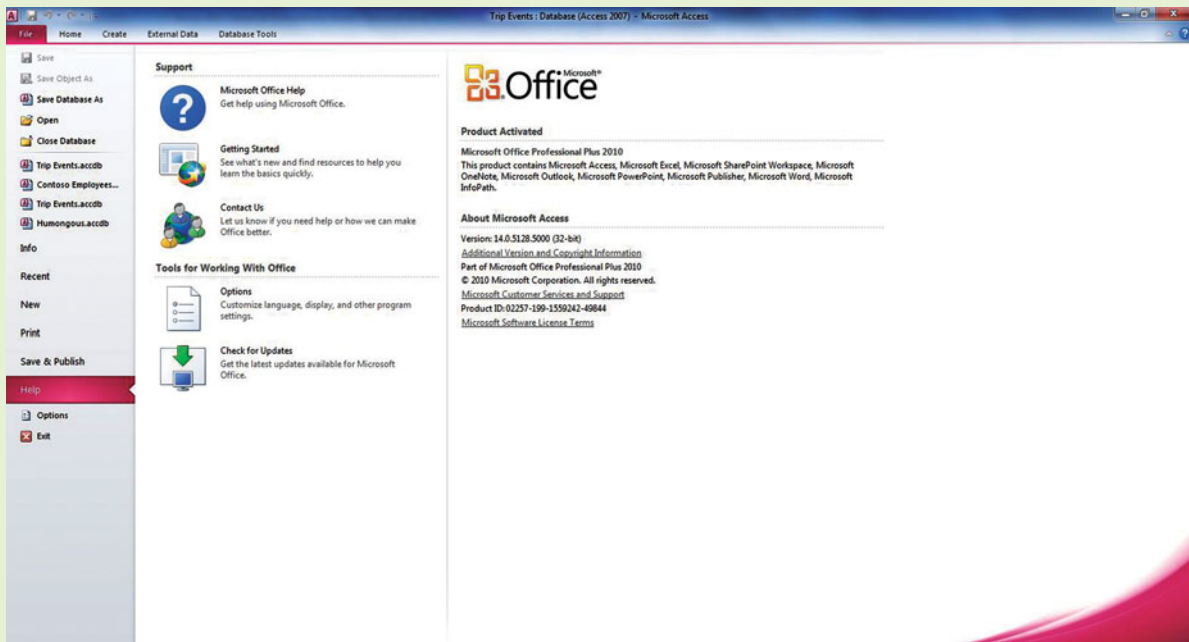 Trip Events : Database (Access 2007) - Microsoft Access
File Home Create External Data Database Tools
Save
Save Object As
Save Database As
Open
Close Database
Trip Events.accdb
Contoso Employees...
Trip Events.accdb
Humongous.accdb
Info
Recent
New
Print
Save & Publish
Help
Options
Exit
Support
Microsoft Office Help
Get help using Microsoft Office.
Getting Started
See what's new and find resources to help you
learn the basics quickly.
Contact Us
Let us know if you need help or how we can make
Office better.
Tools for Working With Office
Options
Customize language, display, and other program
settings.
Check for Updates
Get the latest updates available for Microsoft
Office.
Microsoft®
Office
Product Activated
Microsoft Office Professional Plus 2010
This product contains Microsoft Access, Microsoft Excel, Microsoft SharePoint Workspace, Microsoft
OneNote, Microsoft Outlook, Microsoft PowerPoint, Microsoft Publisher, Microsoft Word, Microsoft
InfoPath.
About Microsoft Access
Version: 14.0.5128.5000 (32-bit)
Additional Version and Copyright Information
Part of Microsoft Office Professional Plus 2010
© 2010 Microsoft Corporation. All rights reserved.
Microsoft Customer Services and Support
Product ID: 02257-199-1559242-49844
Microsoft Software License Terms